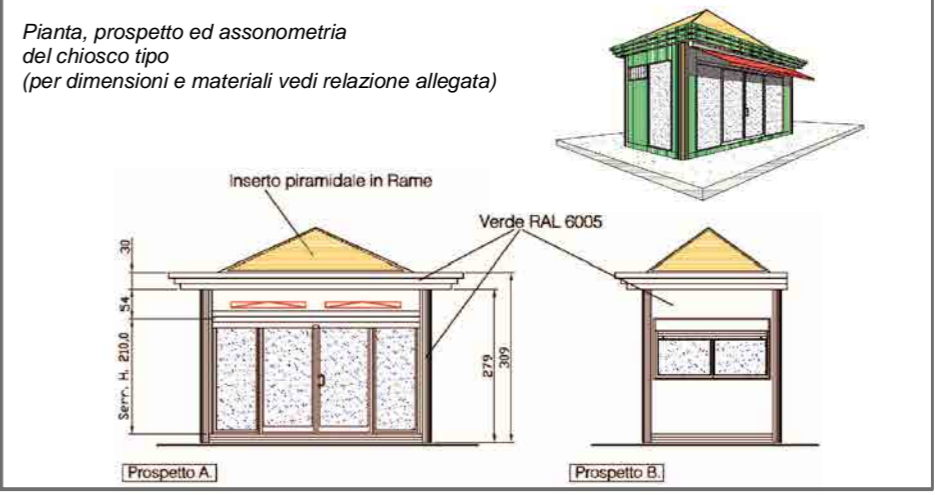 Pianta, prospetto ed assonometria
del chiosco tipo
(per dimensioni e materiali vedi relazione allegata)
Inserto piramidale in Rame
Verde RAL 6005
30
54
Serr. H. 210.0
279
309
Prospetto A.
Prospetto B.